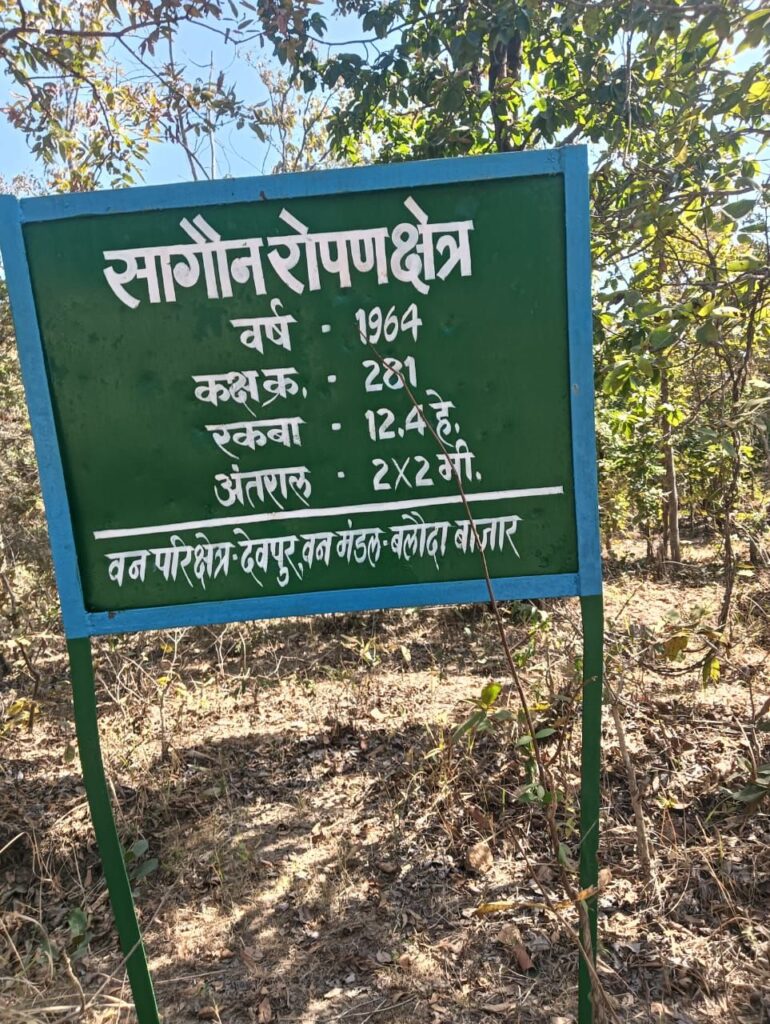 सागौन रोपण क्षेत्र
वर्ष - 1964
कक्ष क्र. - 281
रकबा - 12.4 हे.
अंतराल - 2X2 मी.
वन परिक्षेत्र-देवपुर, वन मंडल-बलौदा बाजार